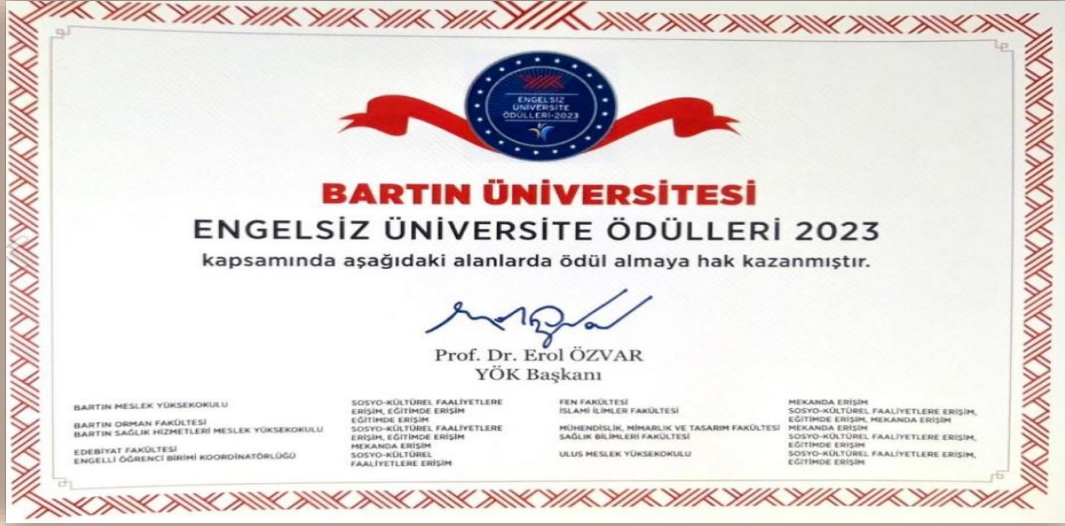 ENGELSİZ
ÜNİVERSİTE
ÖDÜLLERİ-2023
BARTIN ÜNİVERSİTESİ
ENGELSİZ ÜNİVERSİTE ÖDÜLLERİ 2023
kapsamında aşağıdaki alanlarda ödül almaya hak kazanmıştır.
Prof. Dr. Erol ÖZVAR
YÖK Başkanı
BARTIN MESLEK YÜKSEKOKULU
BARTIN ORMAN FAKÜLTESİ
BARTIN SAĞLIK HİZMETLERİ MESLEK YÜKSEKOKULU
EDEBİYAT FAKÜLTESİ
ENGELLİ ÖĞRENCİ BİRİMİ KOORDİNATÖRLÜĞÜ
SOSYO-KÜLTÜREL FAALİYETLERE
ERİŞİM, EĞİTİMDE ERİŞİM
EĞİTİMDE ERİŞİM
SOSYO-KÜLTÜREL FAALİYETLERE
ERİŞİM, EĞİTİMDE ERİŞİM
MEKANDA ERİŞİM
SOSYO-KÜLTÜREL
FAALİYETLERE ERİŞİM
FEN FAKÜLTESİ
İSLAMİ İLİMLER FAKÜLTESİ
MÜHENDİSLİK, MİMARLIK VE TASARIM FAKÜLTESİ
SAĞLIK BİLİMLERİ FAKÜLTESİ
ULUS MESLEK YÜKSEKOKULU
MEKANDA ERİŞİM
SOSYO-KÜLTÜREL FAALİYETLERE ERİŞİM,
EĞİTİMDE ERİŞİM, MEKANDA ERİŞİM
MEKANDA ERİŞİM
SOSYO-KÜLTÜREL FAALİYETLERE ERİŞİM,
EĞİTİMDE ERİŞİM
SOSYO-KÜLTÜREL FAALİYETLERE ERİŞİM,
EĞİTİMDE ERİŞİM